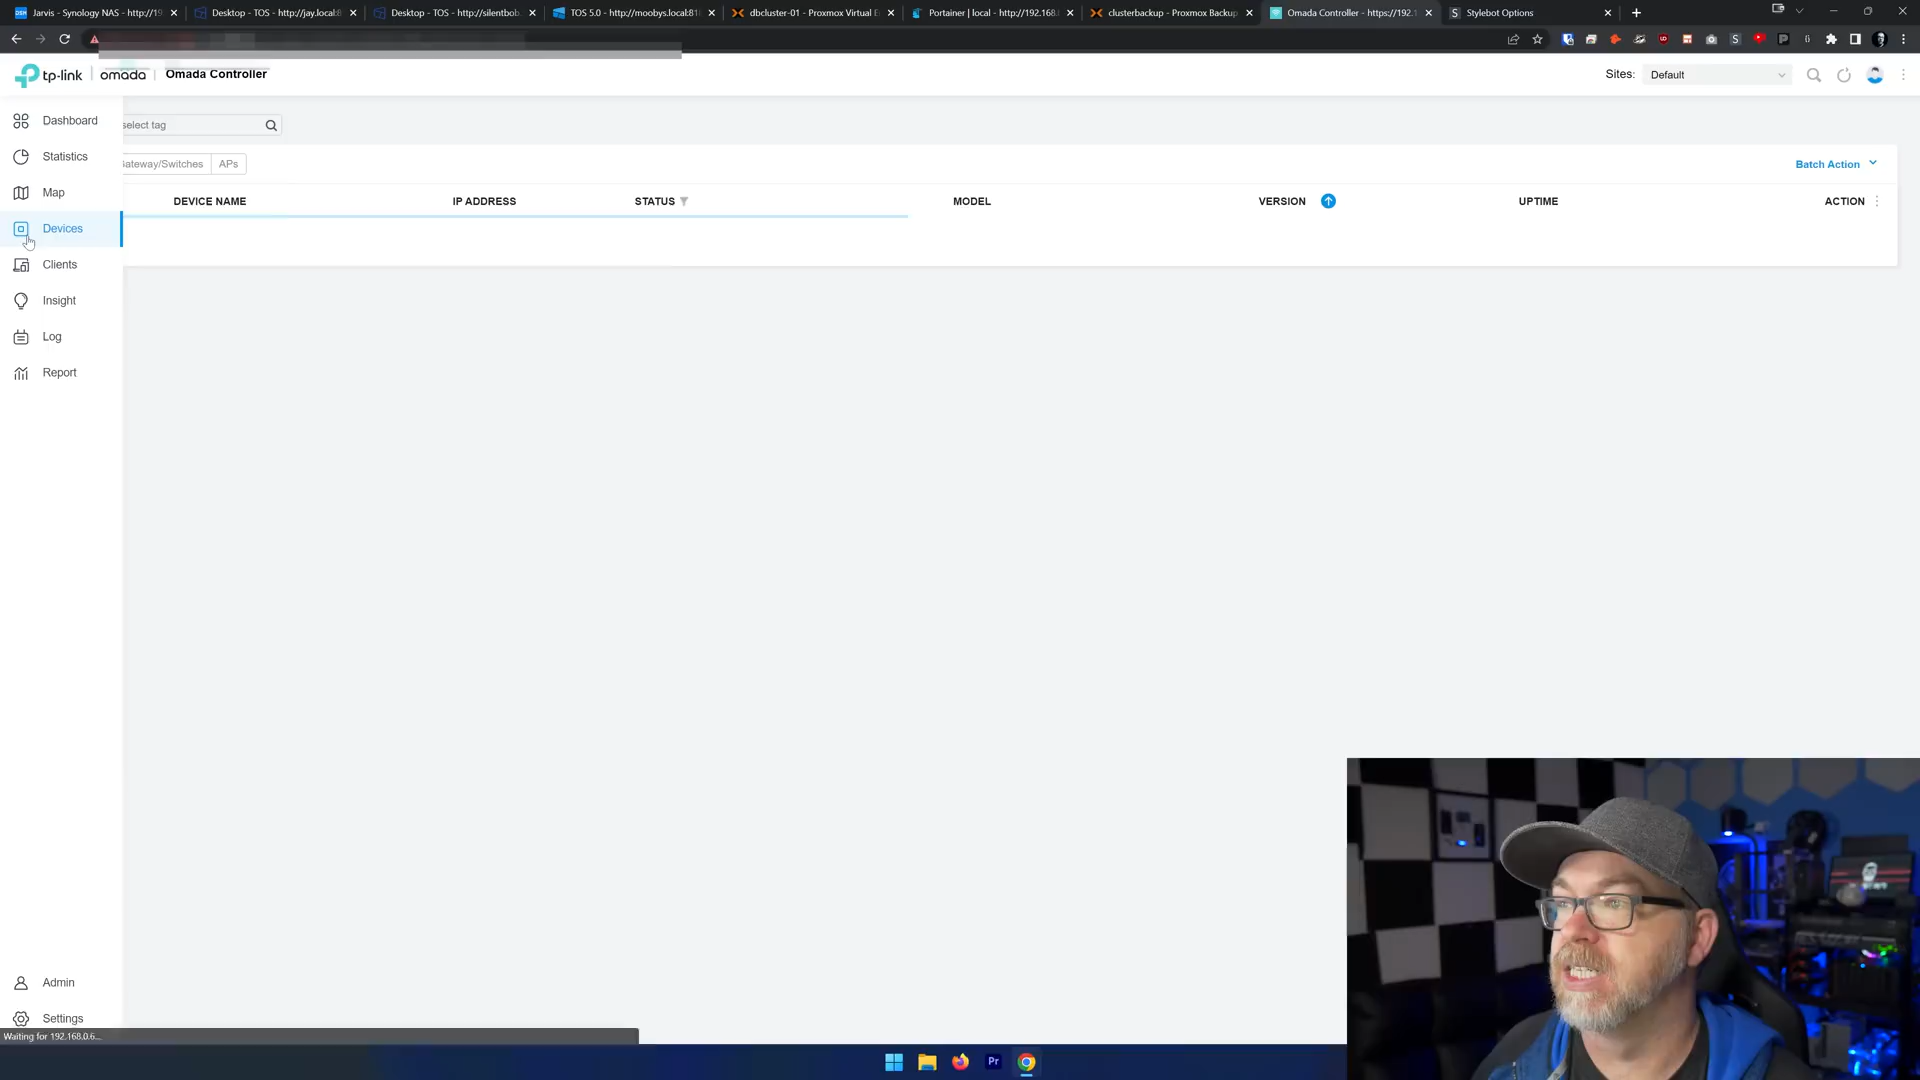 Jarvis - Synology NAS - http://19
Desktop - TOS - http://jay.local:8
Desktop - TOS - http://silentbob.
TOS 5.0 - http://moobys.local:818
dbcluster-01 - Proxmox Virtual E
Portainer | local - http://192.168.
clusterbackup - Proxmox Backup
Omada Controller - https://192.1
Stylebot Options
tp-link | omada | Omada Controller
Sites: Default
Dashboard
select tag
Statistics
Gateway/Switches APs
Batch Action
Map
DEVICE NAME IP ADDRESS STATUS MODEL VERSION UPTIME ACTION
Devices
Clients
Insight
Log
Report
Admin
Settings
Waiting for 192.168.0.6...
Pr